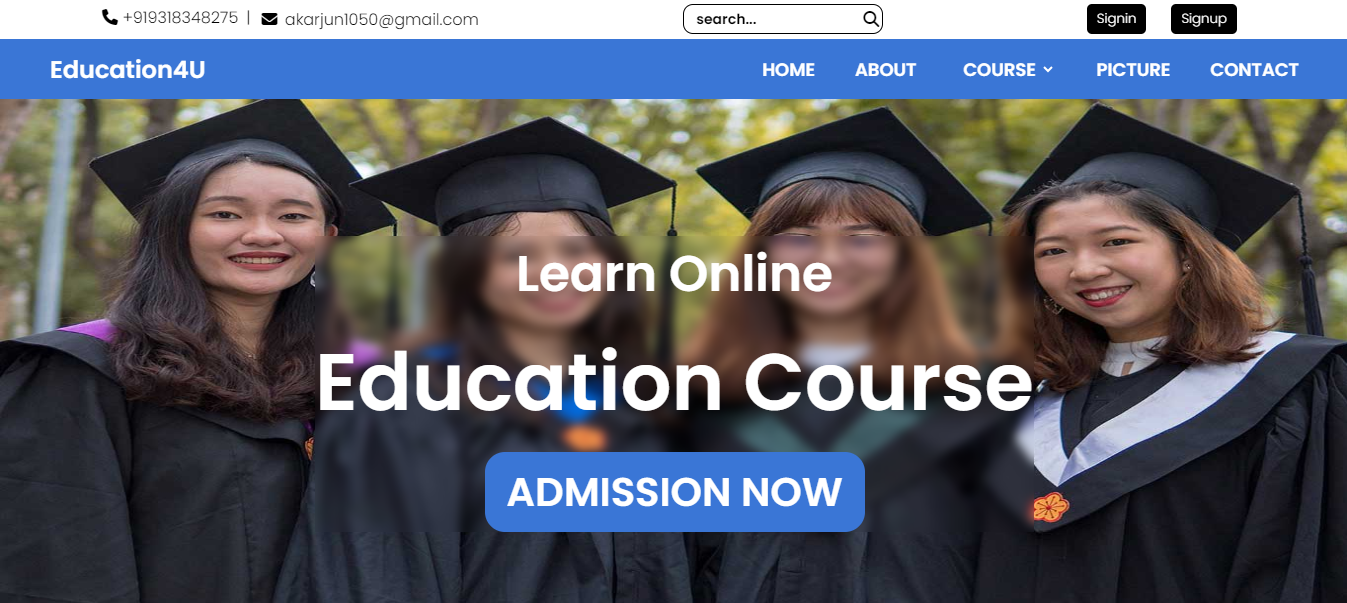 +919318348275 | akarjun1050@gmail.com search... Signin Signup
Education4U HOME ABOUT COURSE PICTURE CONTACT
Learn Online
Education Course
ADMISSION NOW